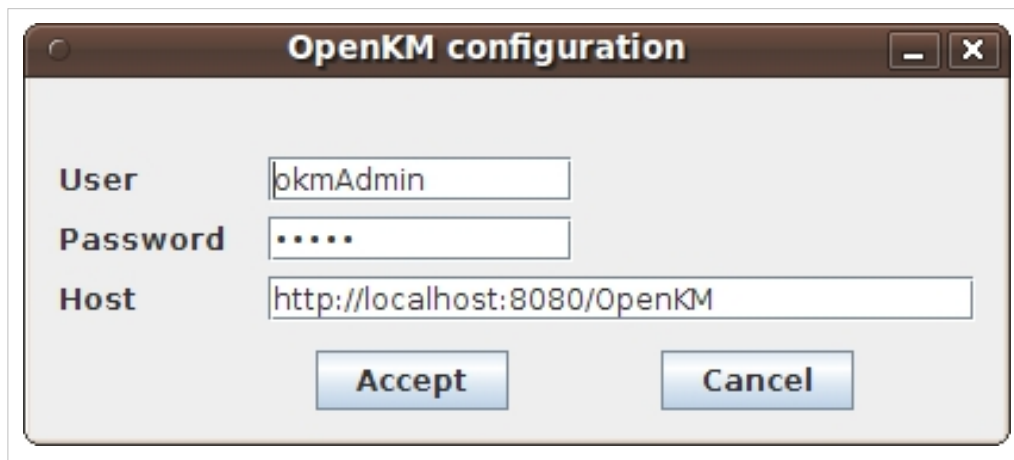 OpenKM configuration
User okmAdmin
Password •••••
Host http://localhost:8080/OpenKM
Accept Cancel